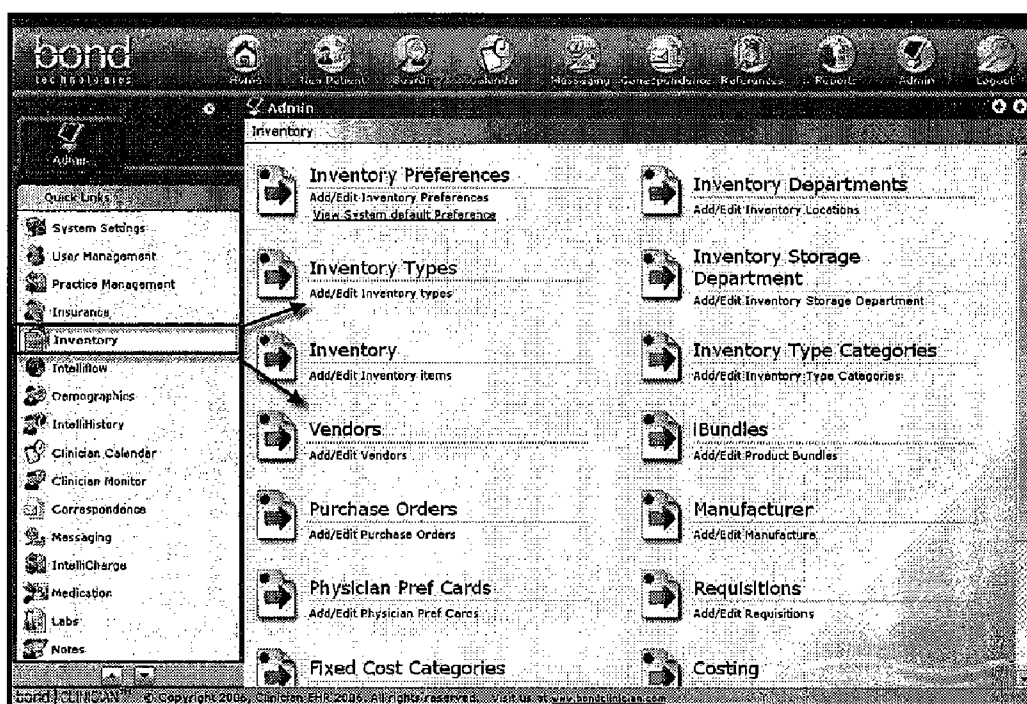 bond
technologies
Home New Patient Search Calendar Messaging Correspondence References Reports Admin Logout
Admin
Inventory
Admin
Quick Links
System Settings
User Management
Practice Management
Insurance
Inventory
Intelliflow
Demographics
IntelliHistory
Clinician Calendar
Clinician Monitor
Correspondence
Messaging
IntelliCharge
Medication
Labs
Notes
Inventory Preferences
Add/Edit Inventory Preferences
View System default Preference
Inventory Departments
Add/Edit Inventory Locations
Inventory Types
Add/Edit Inventory types
Inventory Storage
Department
Add/Edit Inventory Storage Department
Inventory
Add/Edit Inventory items
Inventory Type Categories
Add/Edit Inventory Type Categories
Vendors
Add/Edit Vendors
iBundles
Add/Edit Product Bundles
Purchase Orders
Add/Edit Purchase Orders
Manufacturer
Add/Edit Manufacture
Physician Pref Cards
Add/Edit Physician Pref Cards
Requisitions
Add/Edit Requisitions
Fixed Cost Categories
Costing
bond | CLINICIAN™ © Copyright 2006, Clinician EHR 2006. All rights reserved. Visit us at www.bondclinician.com